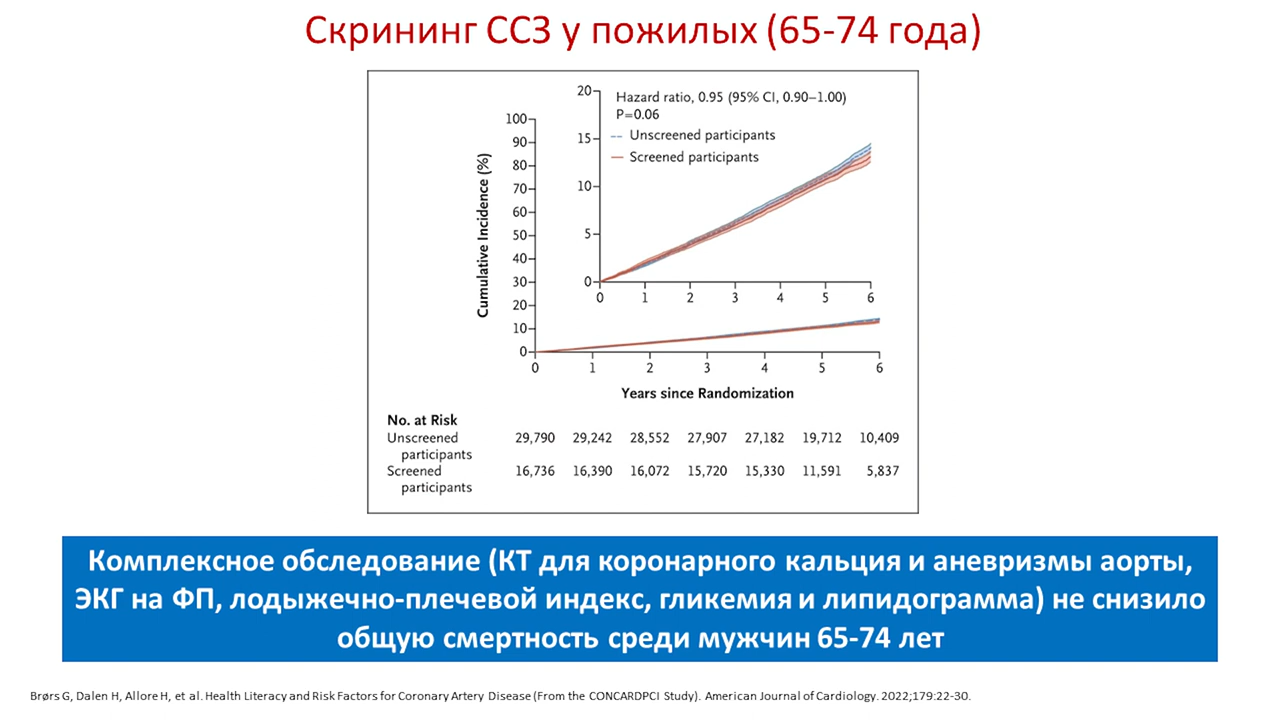 Скрининг ССЗ у пожилых (65-74 года)
Hazard ratio, 0.95 (95% CI, 0.90–1.00)
P=0.06
Unscreened participants
Screened participants
20
15
10
5
0
0 1 2 3 4 5 6
Cumulative Incidence (%)
100
90
80
70
60
50
40
30
20
10
0
0 1 2 3 4 5 6
Years since Randomization
No. at Risk
Unscreened participants 29,790 29,242 28,552 27,907 27,182 19,712 10,409
Screened participants 16,736 16,390 16,072 15,720 15,330 11,591 5,837
Комплексное обследование (КТ для коронарного кальция и аневризмы аорты,
ЭКГ на ФП, лодыжечно-плечевой индекс, гликемия и липидограмма) не снизило
общую смертность среди мужчин 65-74 лет
Brørs G, Dalen H, Allore H, et al. Health Literacy and Risk Factors for Coronary Artery Disease (From the CONCARDPCI Study). American Journal of Cardiology. 2022;179:22-30.